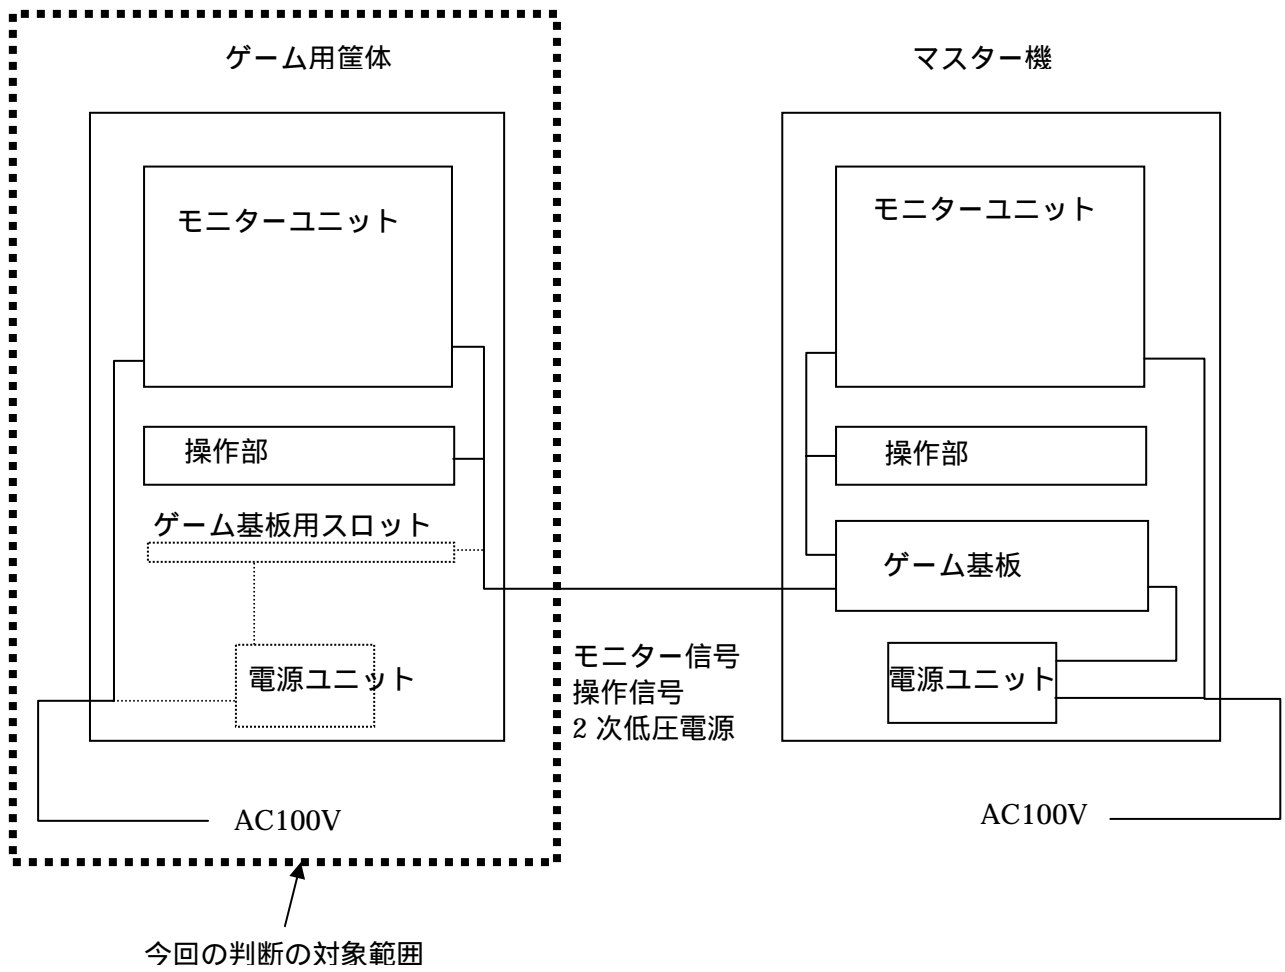 ゲーム用筐体
マスター機
モニターユニット
モニターユニット
操作部
操作部
ゲーム基板用スロット
ゲーム基板
電源ユニット
電源ユニット
モニター信号
操作信号
2 次低圧電源
AC100V
AC100V
今回の判断の対象範囲